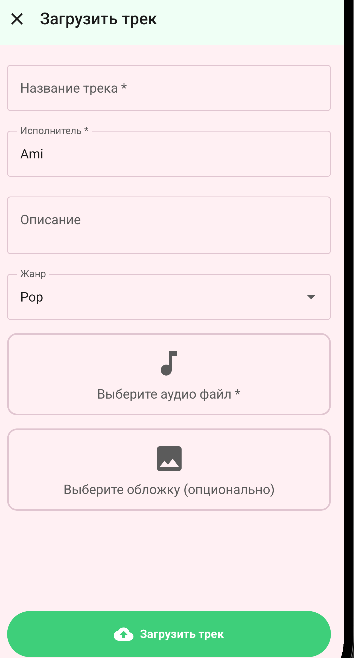 Загрузить трек
Название трека *
Исполнитель *
Ami
Описание
Жанр
Pop
Выберите аудио файл *
Выберите обложку (опционально)
Загрузить трек